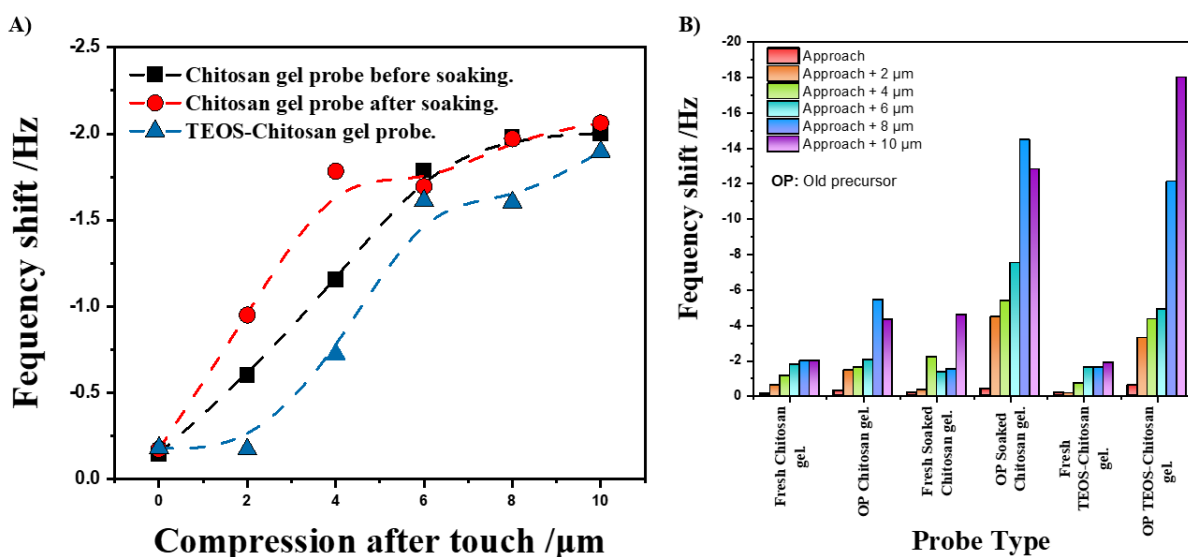 A)
Fequency shift /Hz
-2.5
-2.0
-1.5
-1.0
-0.5
0.0
Chitosan gel probe before soaking.
Chitosan gel probe after soaking.
TEOS-Chitosan gel probe.
0 2 4 6 8 10
Compression after touch /µm
B)
Fequency shift /Hz
-20
-18
-16
-14
-12
-10
-8
-6
-4
-2
0
Approach
Approach + 2 µm
Approach + 4 µm
Approach + 6 µm
Approach + 8 µm
Approach + 10 µm
OP: Old precursor
Fresh Chitosan
gel.
OP Chitosan gel.
Fresh Soaked
Chitosan gel.
OP Soaked
Chitosan gel.
Fresh
TEOS-Chitosan
gel.
OP TEOS-Chitosan
gel.
Probe Type